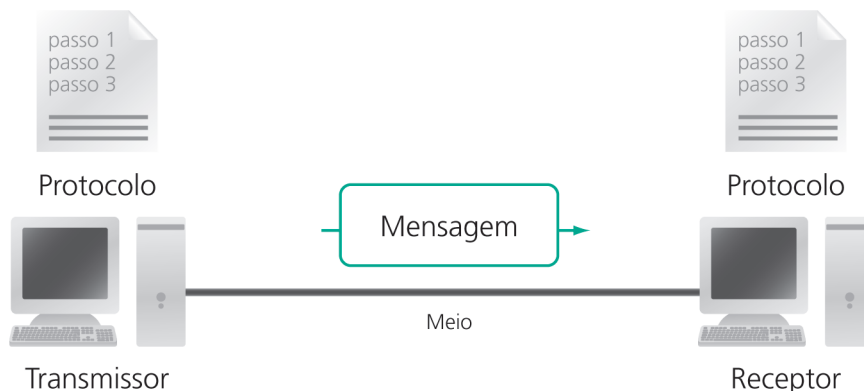 passo 1
passo 2
passo 3
Protocolo
passo 1
passo 2
passo 3
Protocolo
Mensagem
Meio
Transmissor
Receptor